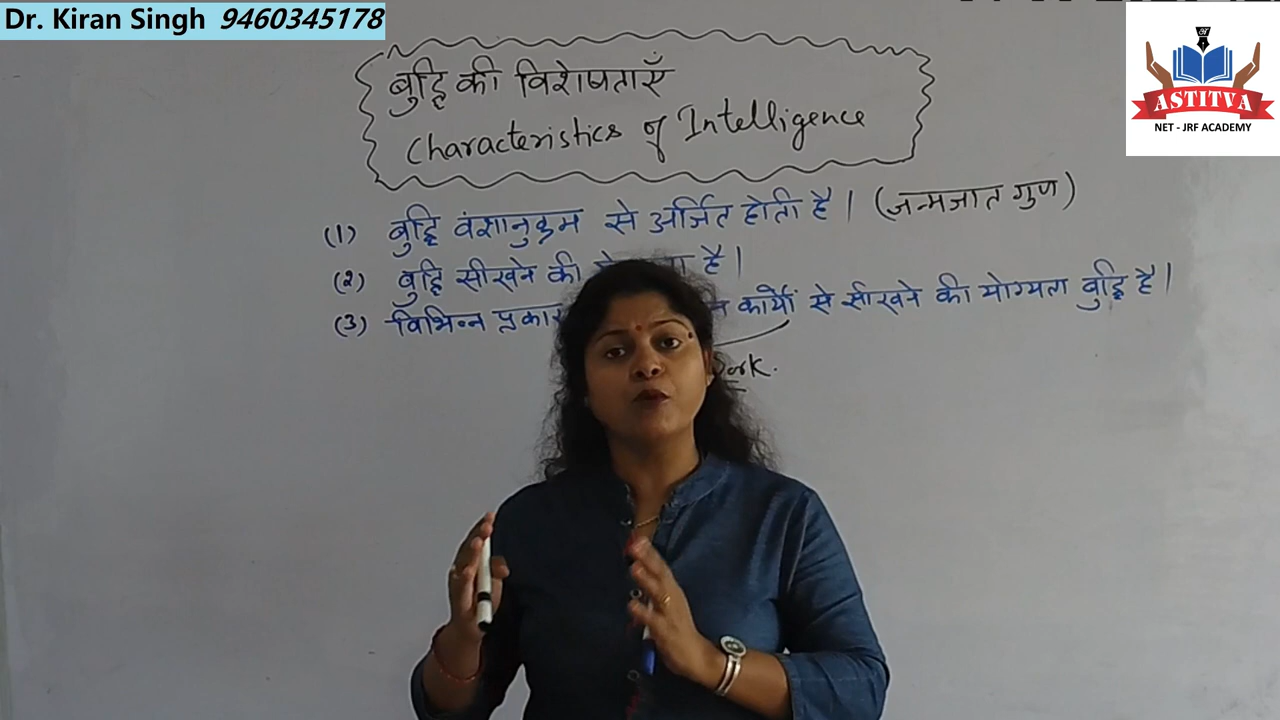 Dr. Kiran Singh 9460345178
ASTITVA
NET - JRF ACADEMY
बुद्धि की विशेषताएँ
Characteristics of Intelligence
(1) बुद्धि वंशानुक्रम से अर्जित होती है। (जन्मजात गुण)
(2) बुद्धि सीखने की है।
(3) विभिन्न प्रकार कार्यों से सीखने की योग्यता बुद्धि है।